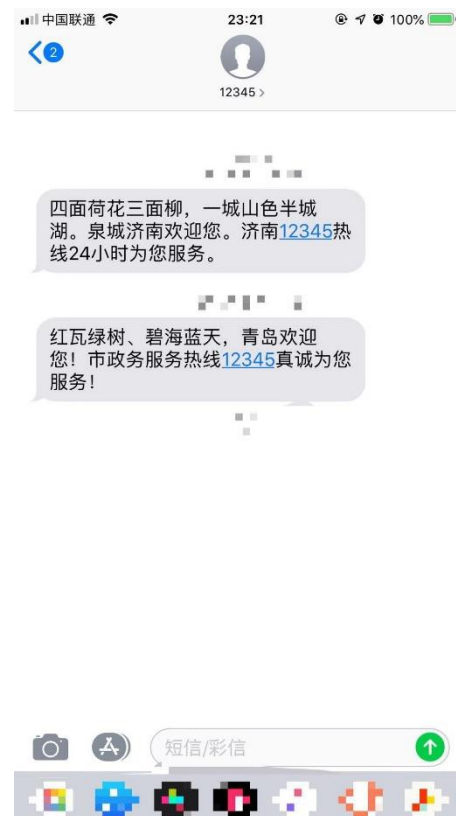 中国联通
23:21
100%
2
12345 >
四面荷花三面柳，一城山色半城
湖。泉城济南欢迎您。济南12345热
线24小时为您服务。
红瓦绿树、碧海蓝天，青岛欢迎
您！市政务服务热线12345真诚为您
服务！
短信/彩信